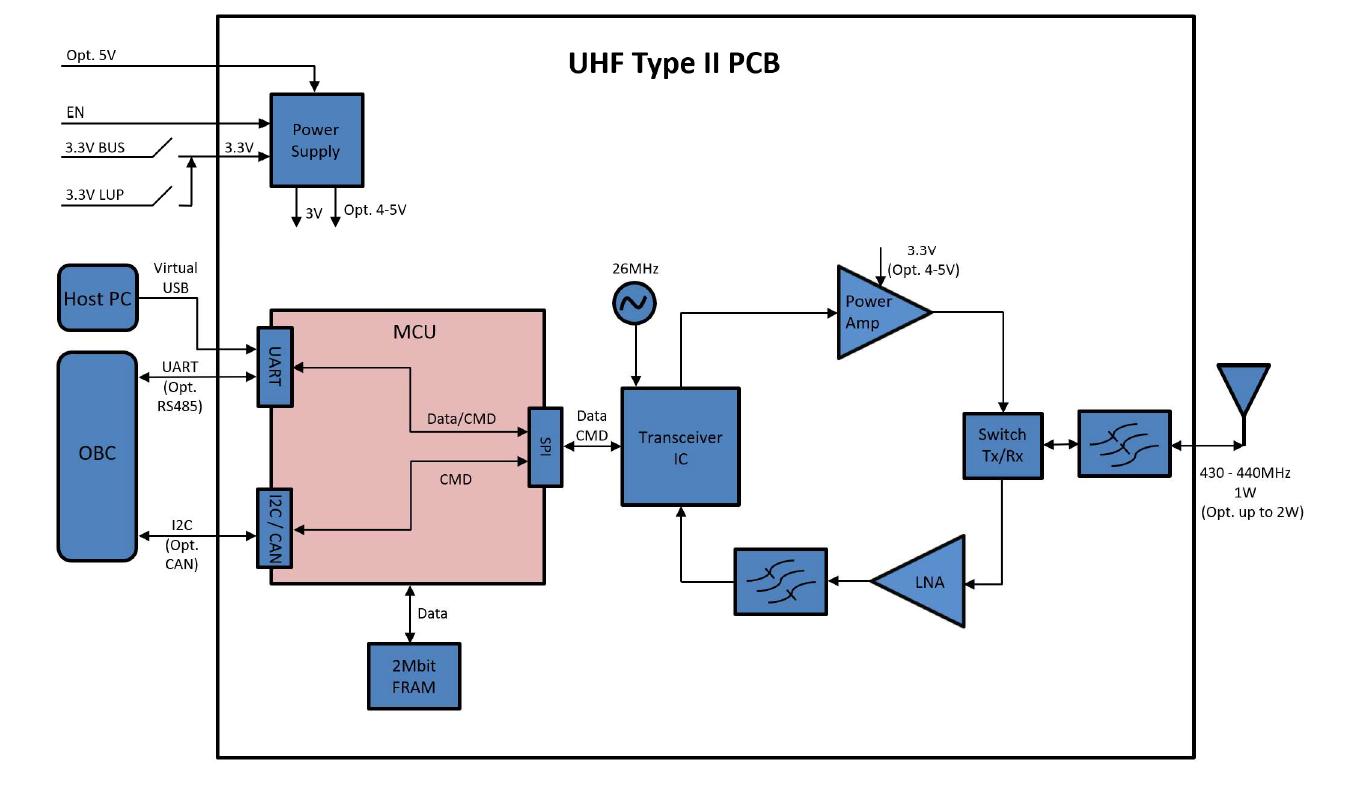 UHF Type II PCB
Opt. 5V
EN
3.3V BUS
3.3V
3.3V LUP
Power
Supply
3V
Opt. 4-5V
Host PC
Virtual
USB
OBC
UART
(Opt.
RS485)
I2C
(Opt.
CAN)
MCU
UART
I2C / CAN
Data/CMD
CMD
SPI
Data
CMD
Data
2Mbit
FRAM
26MHz
Transceiver
IC
3.3V
(Opt. 4-5V)
Power
Amp
Switch
Tx/Rx
LNA
430 - 440MHz
1W
(Opt. up to 2W)